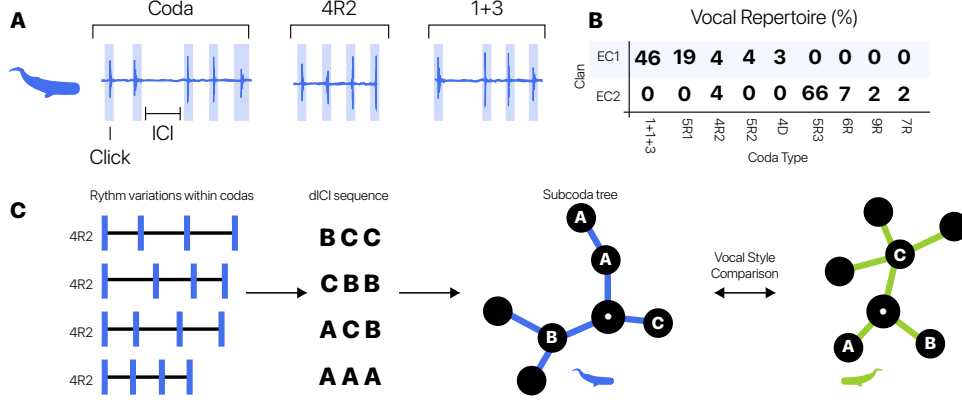 A
Coda
4R2
1+3
ICI
Click
B
Vocal Repertoire (%)
Clan
EC1 46 19 4 4 3 0 0 0 0
EC2 0 0 4 0 0 66 7 2 2
1+1+3 5R1 4R2 5R2 4D 5R3 6R 9R 7R
Coda Type
C
Rythm variations within codas
dICI sequence
Subcoda tree
4R2
B C C
4R2
C B B
4R2
A C B
4R2
A A A
A
A
B
C
Vocal Style
Comparison
C
A
B